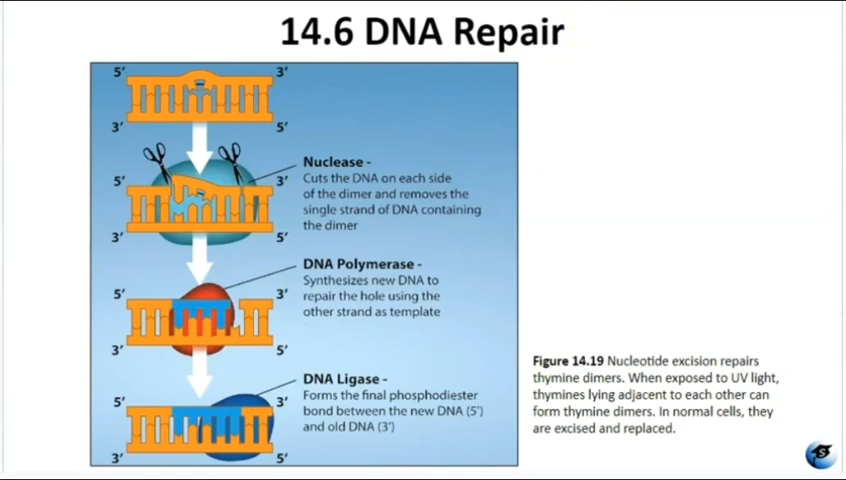 14.6 DNA Repair
5’ 3’
3’ 5’
Nuclease -
Cuts the DNA on each side
of the dimer and removes the
single strand of DNA containing
the dimer
5’ 3’
3’ 5’
DNA Polymerase -
Synthesizes new DNA to
repair the hole using the
other strand as template
5’ 3’
3’ 5’
DNA Ligase -
Forms the final phosphodiester
bond between the new DNA (5’)
and old DNA (3’)
5’ 3’
3’ 5’
Figure 14.19 Nucleotide excision repairs
thymine dimers. When exposed to UV light,
thymines lying adjacent to each other can
form thymine dimers. In normal cells, they
are excised and replaced.
S